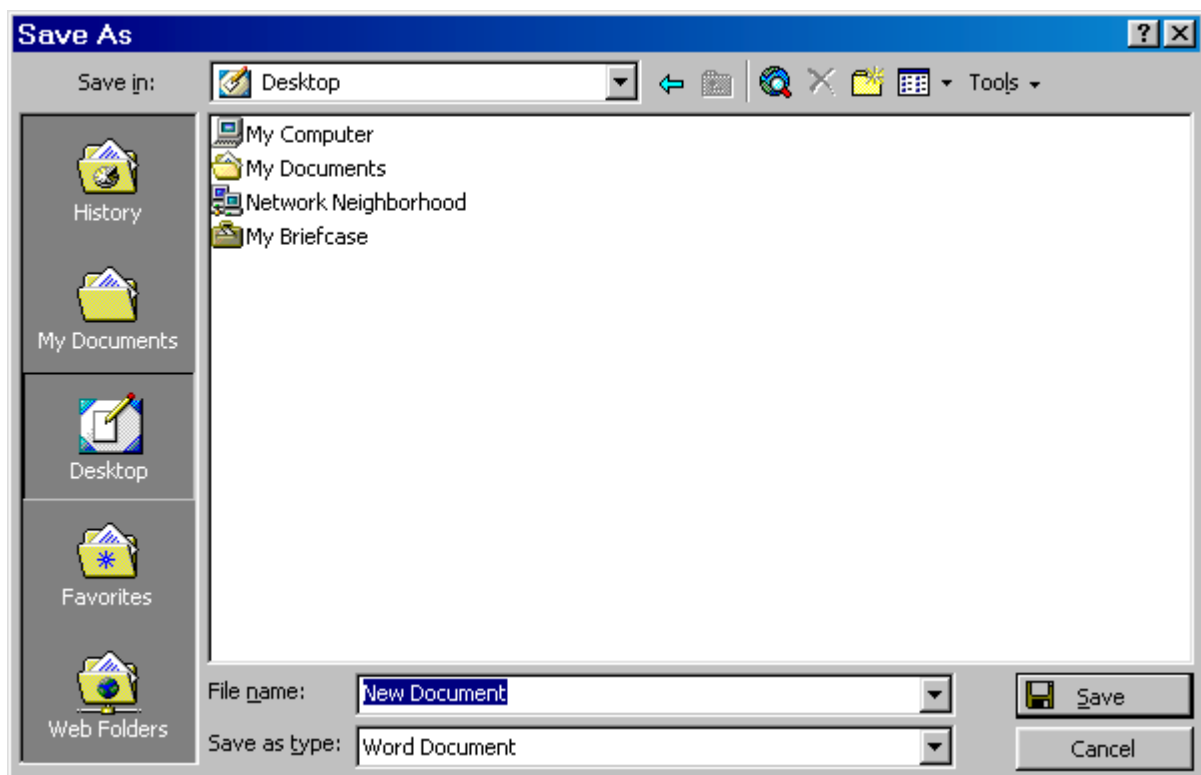 Save As
Save in: Desktop Tools
History
My Documents
Desktop
Favorites
Web Folders
My Computer
My Documents
Network Neighborhood
My Briefcase
File name: New Document Save
Save as type: Word Document Cancel